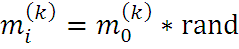 m_i^{(k)} = m_0^{(k)} * rand